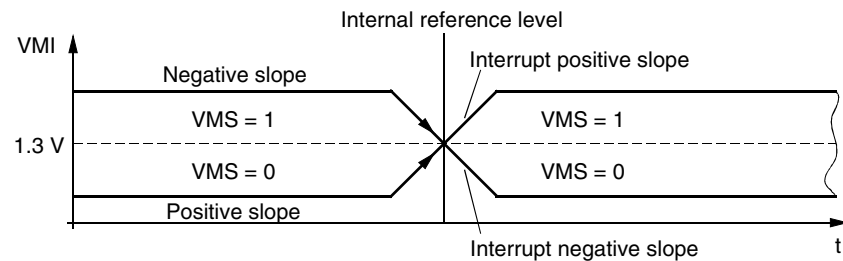 Internal reference level
VMI
Negative slope
Interrupt positive slope
VMS = 1
VMS = 1
1.3 V
VMS = 0
VMS = 0
Positive slope
Interrupt negative slope
t